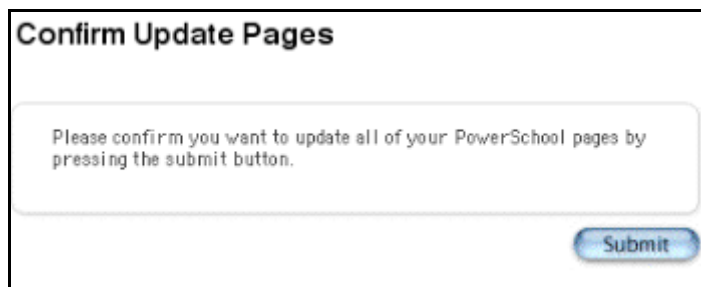 Confirm Update Pages
Please confirm you want to update all of your PowerSchool pages by
pressing the submit button.
Submit